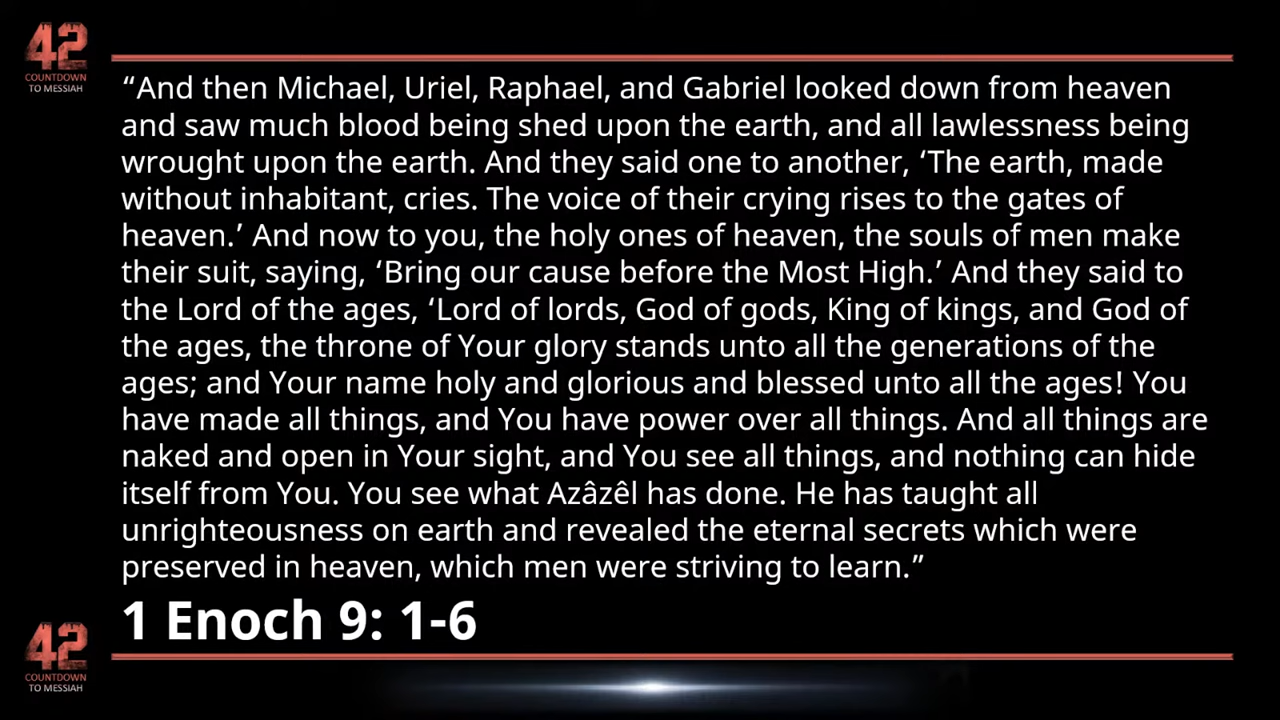 42
COUNTDOWN
TO MESSIAH
“And then Michael, Uriel, Raphael, and Gabriel looked down from heaven
and saw much blood being shed upon the earth, and all lawlessness being
wrought upon the earth. And they said one to another, ‘The earth, made
without inhabitant, cries. The voice of their crying rises to the gates of
heaven.’ And now to you, the holy ones of heaven, the souls of men make
their suit, saying, ‘Bring our cause before the Most High.’ And they said to
the Lord of the ages, ‘Lord of lords, God of gods, King of kings, and God of
the ages, the throne of Your glory stands unto all the generations of the
ages; and Your name holy and glorious and blessed unto all the ages! You
have made all things, and You have power over all things. And all things are
naked and open in Your sight, and You see all things, and nothing can hide
itself from You. You see what Azâzêl has done. He has taught all
unrighteousness on earth and revealed the eternal secrets which were
preserved in heaven, which men were striving to learn.”
1 Enoch 9: 1-6
42
COUNTDOWN
TO MESSIAH